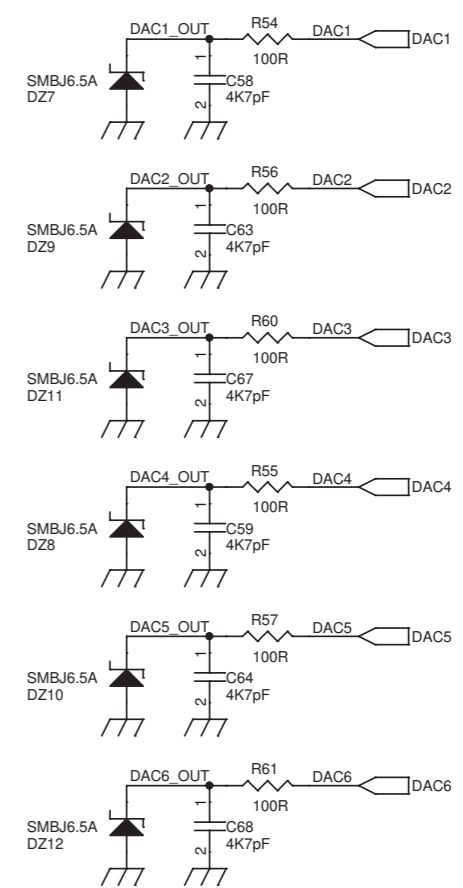 DAC1_OUT
R54
100R
DAC1
DAC1
SMBJ6.5A
DZ7
1
2
C58
4K7pF
DAC2_OUT
R56
100R
DAC2
DAC2
SMBJ6.5A
DZ9
1
2
C63
4K7pF
DAC3_OUT
R60
100R
DAC3
DAC3
SMBJ6.5A
DZ11
1
2
C67
4K7pF
DAC4_OUT
R55
100R
DAC4
DAC4
SMBJ6.5A
DZ8
1
2
C59
4K7pF
DAC5_OUT
R57
100R
DAC5
DAC5
SMBJ6.5A
DZ10
1
2
C64
4K7pF
DAC6_OUT
R61
100R
DAC6
DAC6
SMBJ6.5A
DZ12
1
2
C68
4K7pF